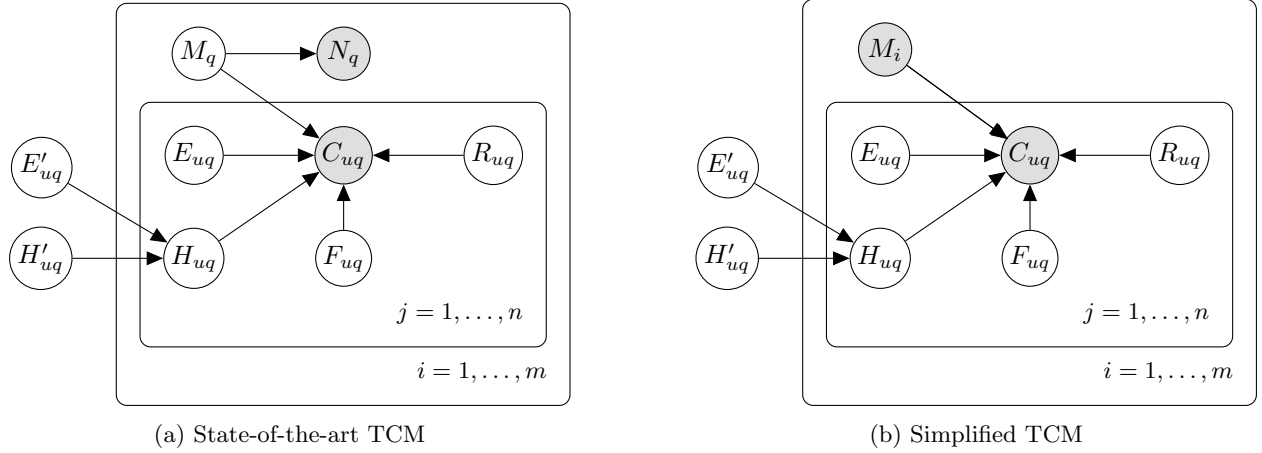 M_q N_q
E_uq C_uq R_uq
E'_uq
H'_uq H_uq F_uq
j = 1, . . . , n
i = 1, . . . , m
(a) State-of-the-art TCM
M_i
E_uq C_uq R_uq
E'_uq
H'_uq H_uq F_uq
j = 1, . . . , n
i = 1, . . . , m
(b) Simplified TCM